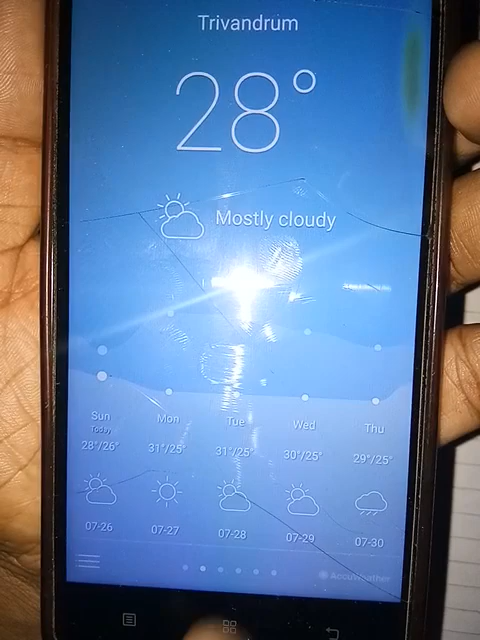 Trivandrum
28°
Mostly cloudy
Sun Mon Tue Wed Thu
Today
28°/26° 31°/25° 31°/25° 30°/25° 29°/25°
07-26 07-27 07-28 07-29 07-30
AccuWeather